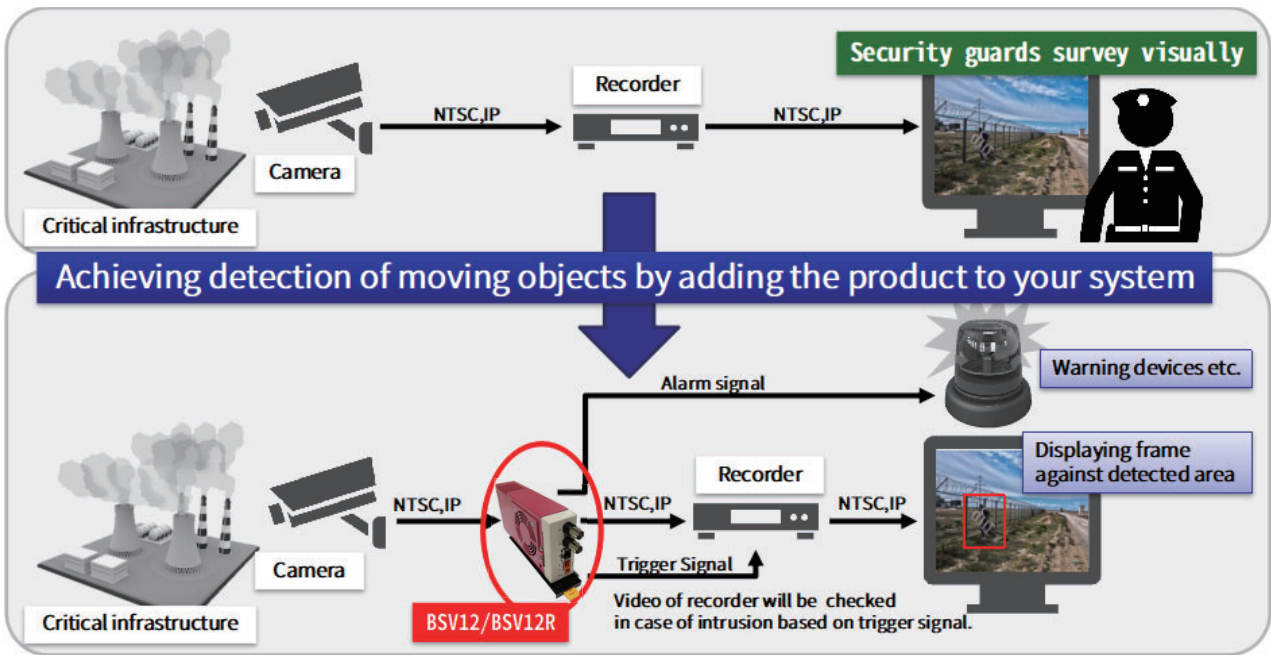 Security guards survey visually
Recorder
NTSC,IP
NTSC,IP
Camera
Critical infrastructure
Achieving detection of moving objects by adding the product to your system
Alarm signal
Warning devices etc.
Displaying frame
against detected area
Recorder
NTSC,IP
NTSC,IP
NTSC,IP
Trigger Signal
Camera
Video of recorder will be checked
in case of intrusion based on trigger signal.
Critical infrastructure
BSV12/BSV12R